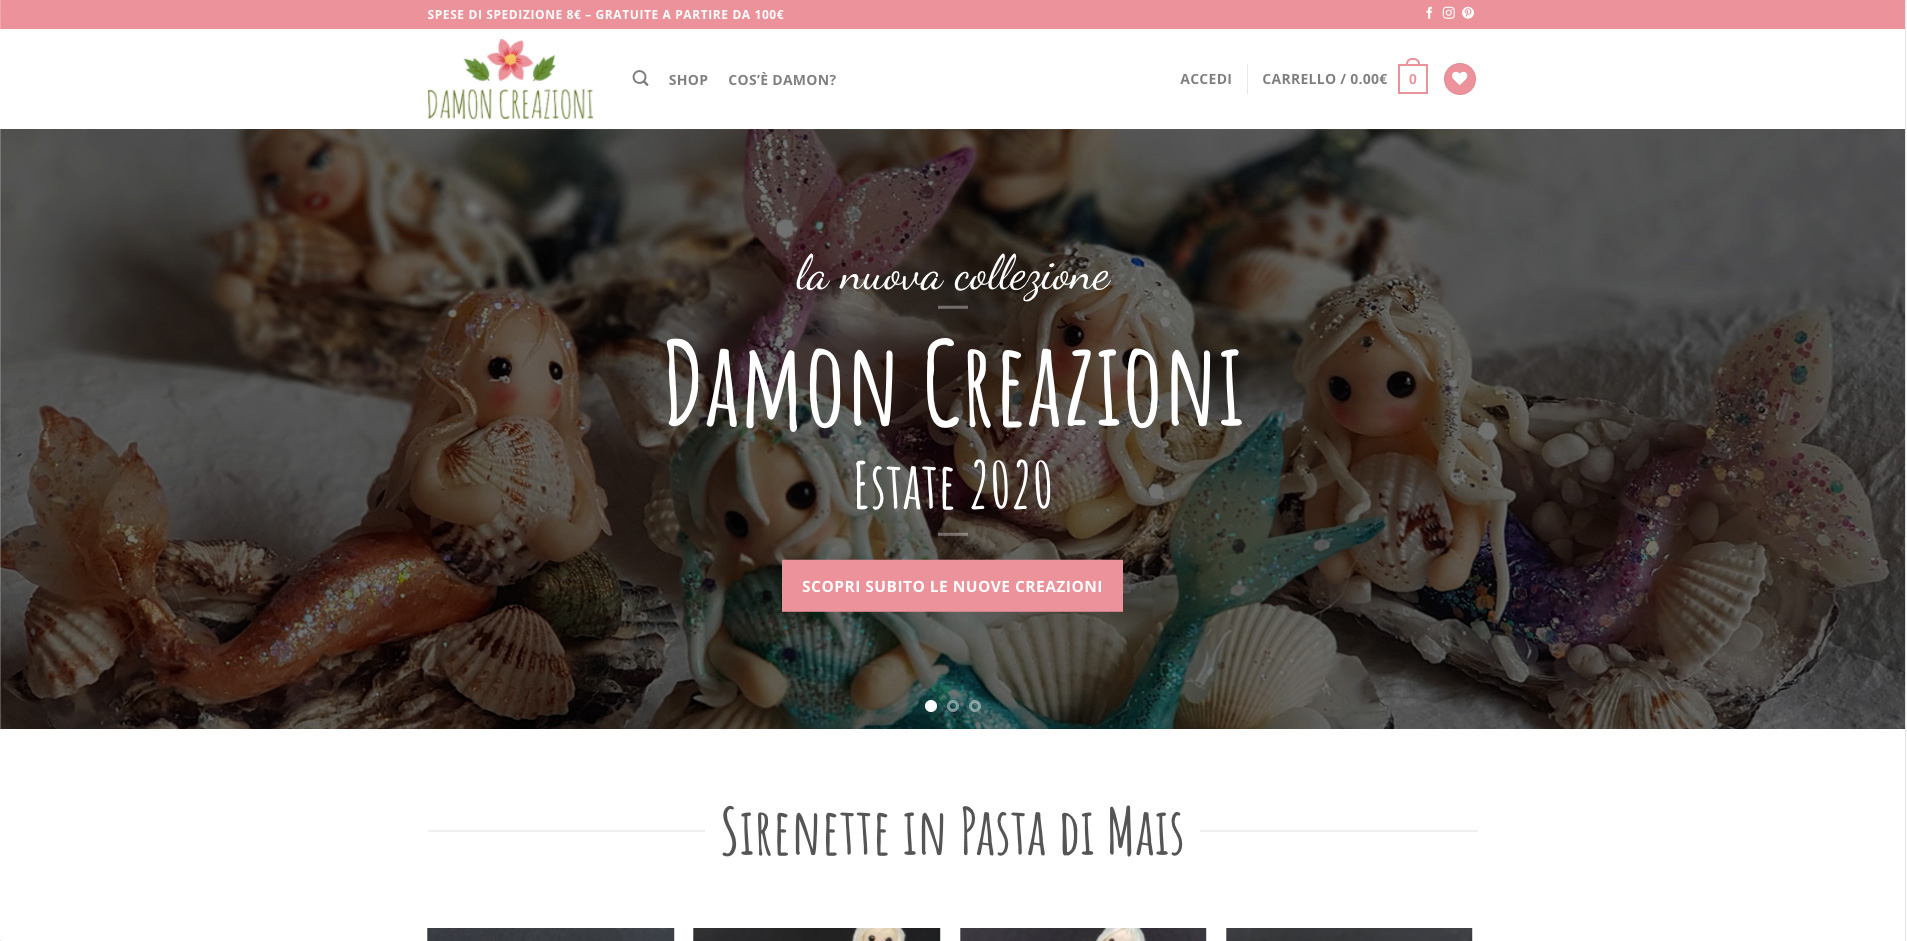 SPESE DI SPEDIZIONE 8€ – GRATUITE A PARTIRE DA 100€
DAMON CREAZIONI
SHOP
COS’È DAMON?
ACCEDI
CARRELLO / 0.00€
0
la nuova collezione
Damon Creazioni
Estate 2020
SCOPRI SUBITO LE NUOVE CREAZIONI
Sirenette in Pasta di Mais